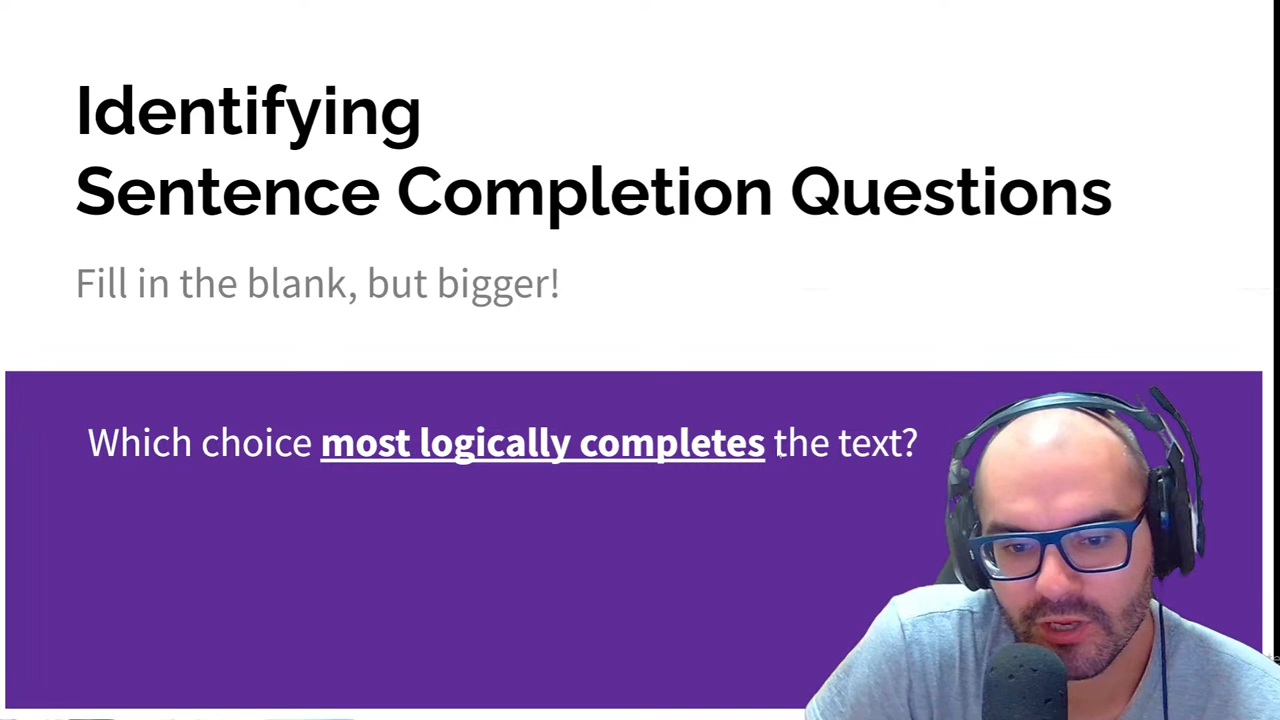 Identifying
Sentence Completion Questions
Fill in the blank, but bigger!
Which choice most logically completes the text?